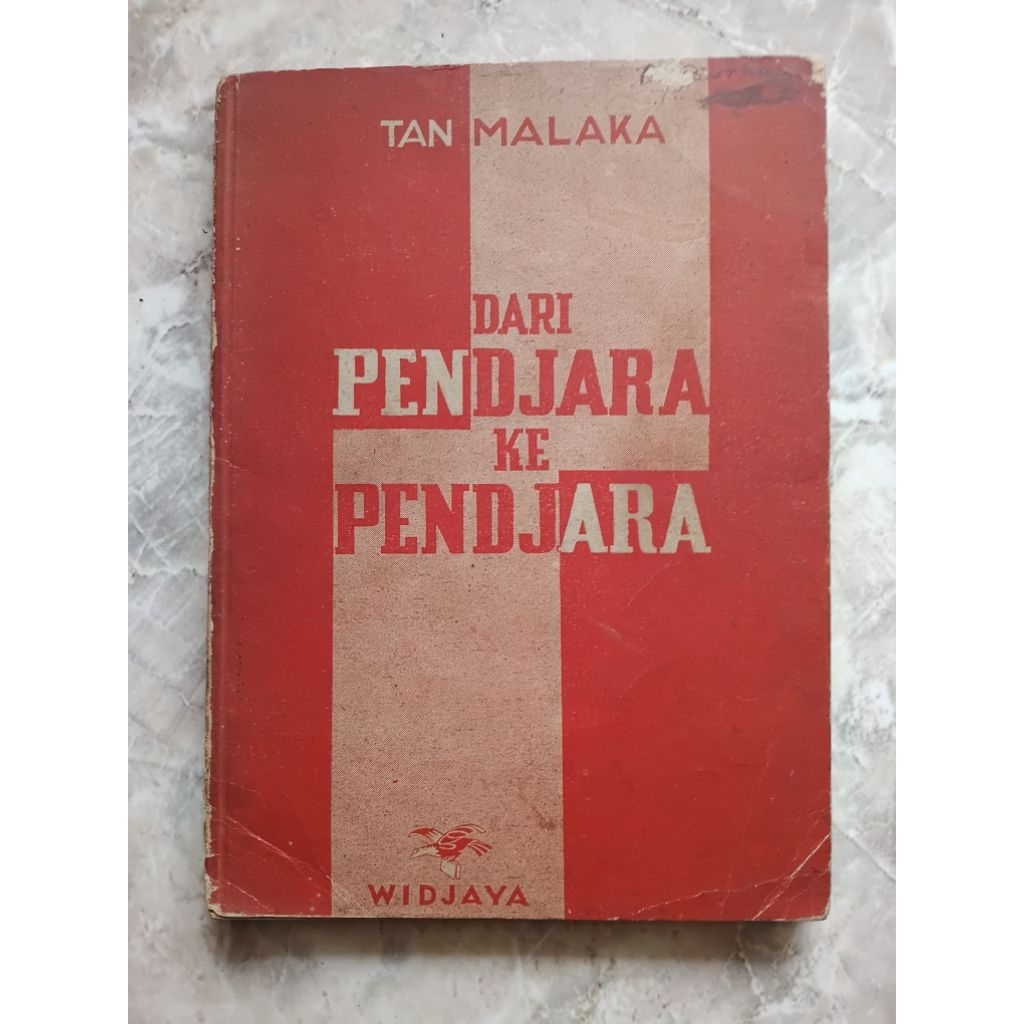 TAN MALAKA
DARI
PENDJARA
KE
PENDJARA
WIDJAYA